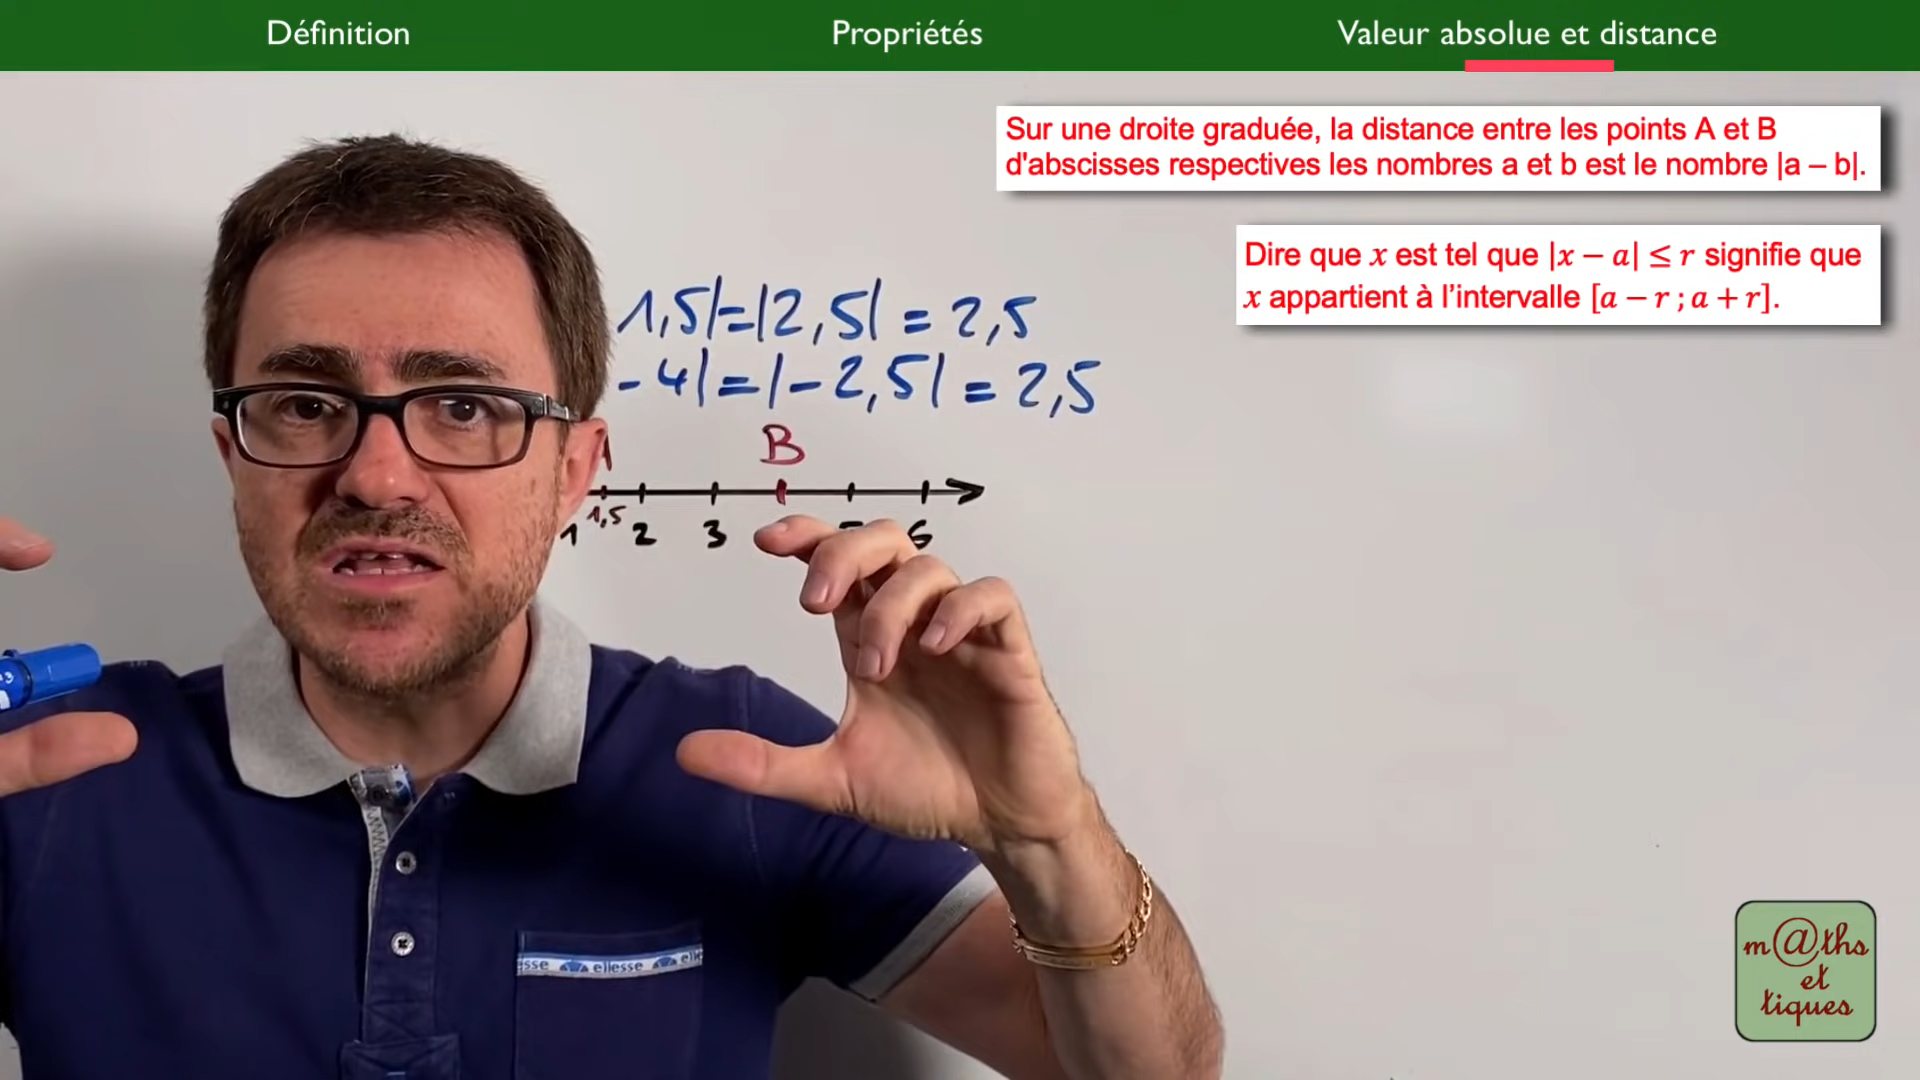 Définition
Propriétés
Valeur absolue et distance
Sur une droite graduée, la distance entre les points A et B
d'abscisses respectives les nombres a et b est le nombre |a – b|.
Dire que x est tel que |x − a| ≤ r signifie que
x appartient à l’intervalle [a − r ; a + r].
1,5|=|2,5| = 2,5
- 4|=|-2,5| = 2,5
B
1 1,5 2 3 6
esse ellesse elle
m@ths
et
tiques